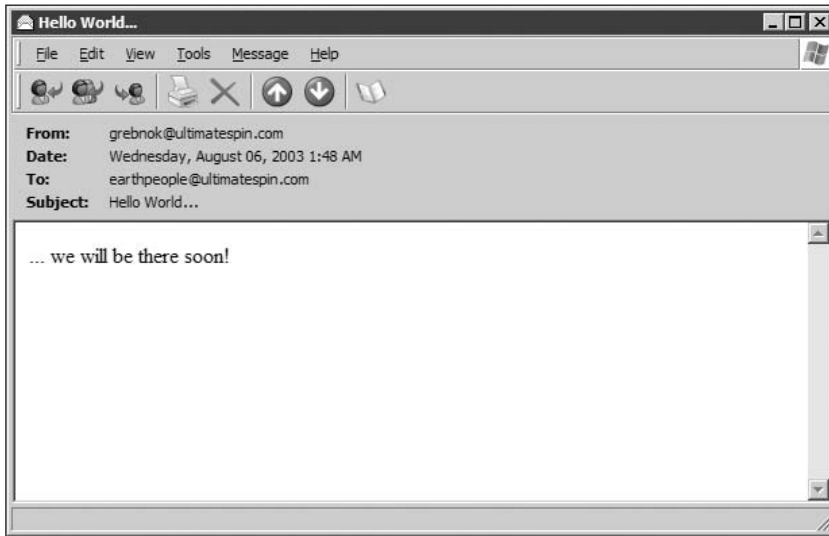 Hello World...
File Edit View Tools Message Help
From: grebnok@ultimatespin.com
Date: Wednesday, August 06, 2003 1:48 AM
To: earthpeople@ultimatespin.com
Subject: Hello World...
... we will be there soon!